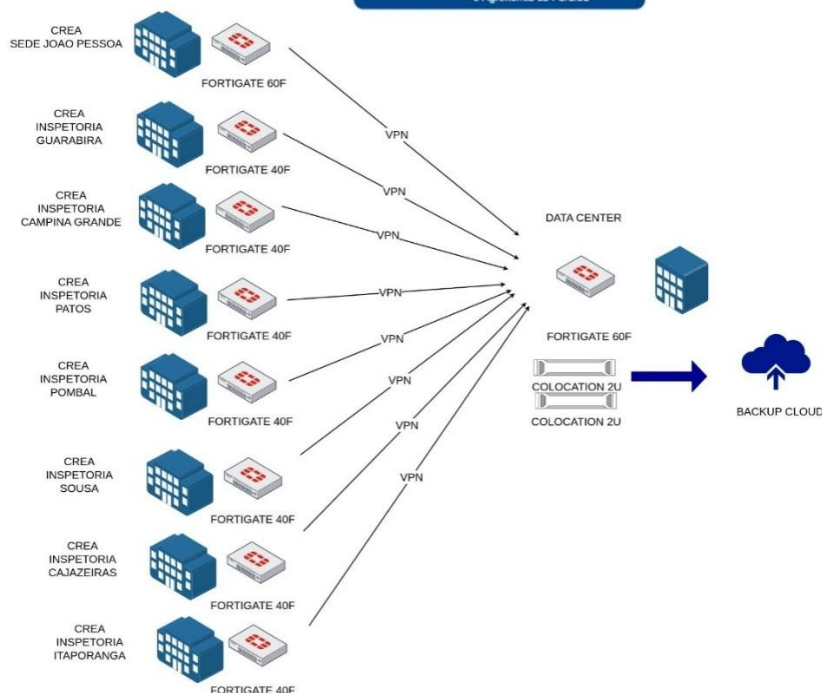 CREA
SEDE JOAO PESSOA
FORTIGATE 60F
CREA
INSPETORIA
GUARABIRA
FORTIGATE 40F
CREA
INSPETORIA
CAMPINA GRANDE
FORTIGATE 40F
CREA
INSPETORIA
PATOS
FORTIGATE 40F
CREA
INSPETORIA
POMBAL
FORTIGATE 40F
CREA
INSPETORIA
SOUSA
FORTIGATE 40F
CREA
INSPETORIA
CAJAZEIRAS
FORTIGATE 40F
CREA
INSPETORIA
ITAPORANGA
FORTIGATE 40F
VPN
VPN
VPN
VPN
VPN
VPN
VPN
VPN
DATA CENTER
FORTIGATE 60F
COLOCATION 2U
COLOCATION 2U
BACKUP CLOUD